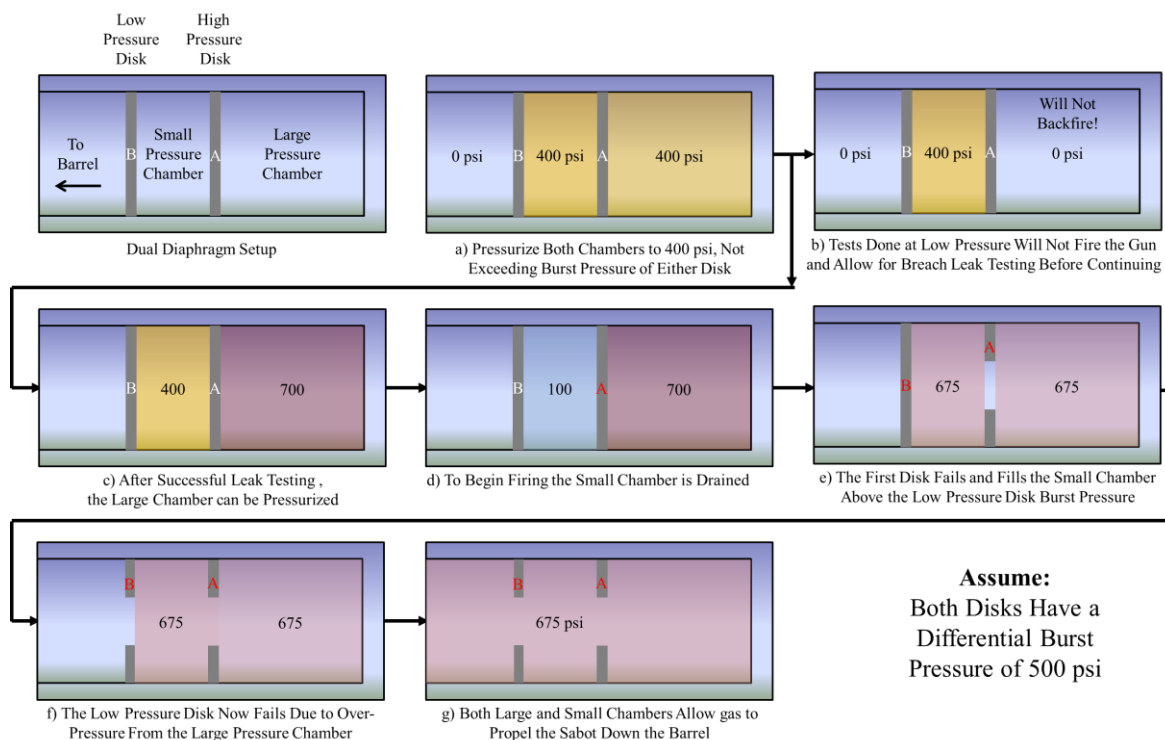 Low
Pressure
Disk
High
Pressure
Disk
To
Barrel
B
Small
Pressure
Chamber
A
Large
Pressure
Chamber
Dual Diaphragm Setup
0 psi
B
400 psi
A
400 psi
a) Pressurize Both Chambers to 400 psi, Not
Exceeding Burst Pressure of Either Disk
0 psi
B
400 psi
A
Will Not
Backfire!
0 psi
b) Tests Done at Low Pressure Will Not Fire the Gun
and Allow for Breach Leak Testing Before Continuing
B
400
A
700
c) After Successful Leak Testing ,
the Large Chamber can be Pressurized
B
100
A
700
d) To Begin Firing the Small Chamber is Drained
B
675
A
675
e) The First Disk Fails and Fills the Small Chamber
Above the Low Pressure Disk Burst Pressure
B
675
A
675
f) The Low Pressure Disk Now Fails Due to Over-
Pressure From the Large Pressure Chamber
B
A
675 psi
g) Both Large and Small Chambers Allow gas to
Propel the Sabot Down the Barrel
Assume:
Both Disks Have a
Differential Burst
Pressure of 500 psi